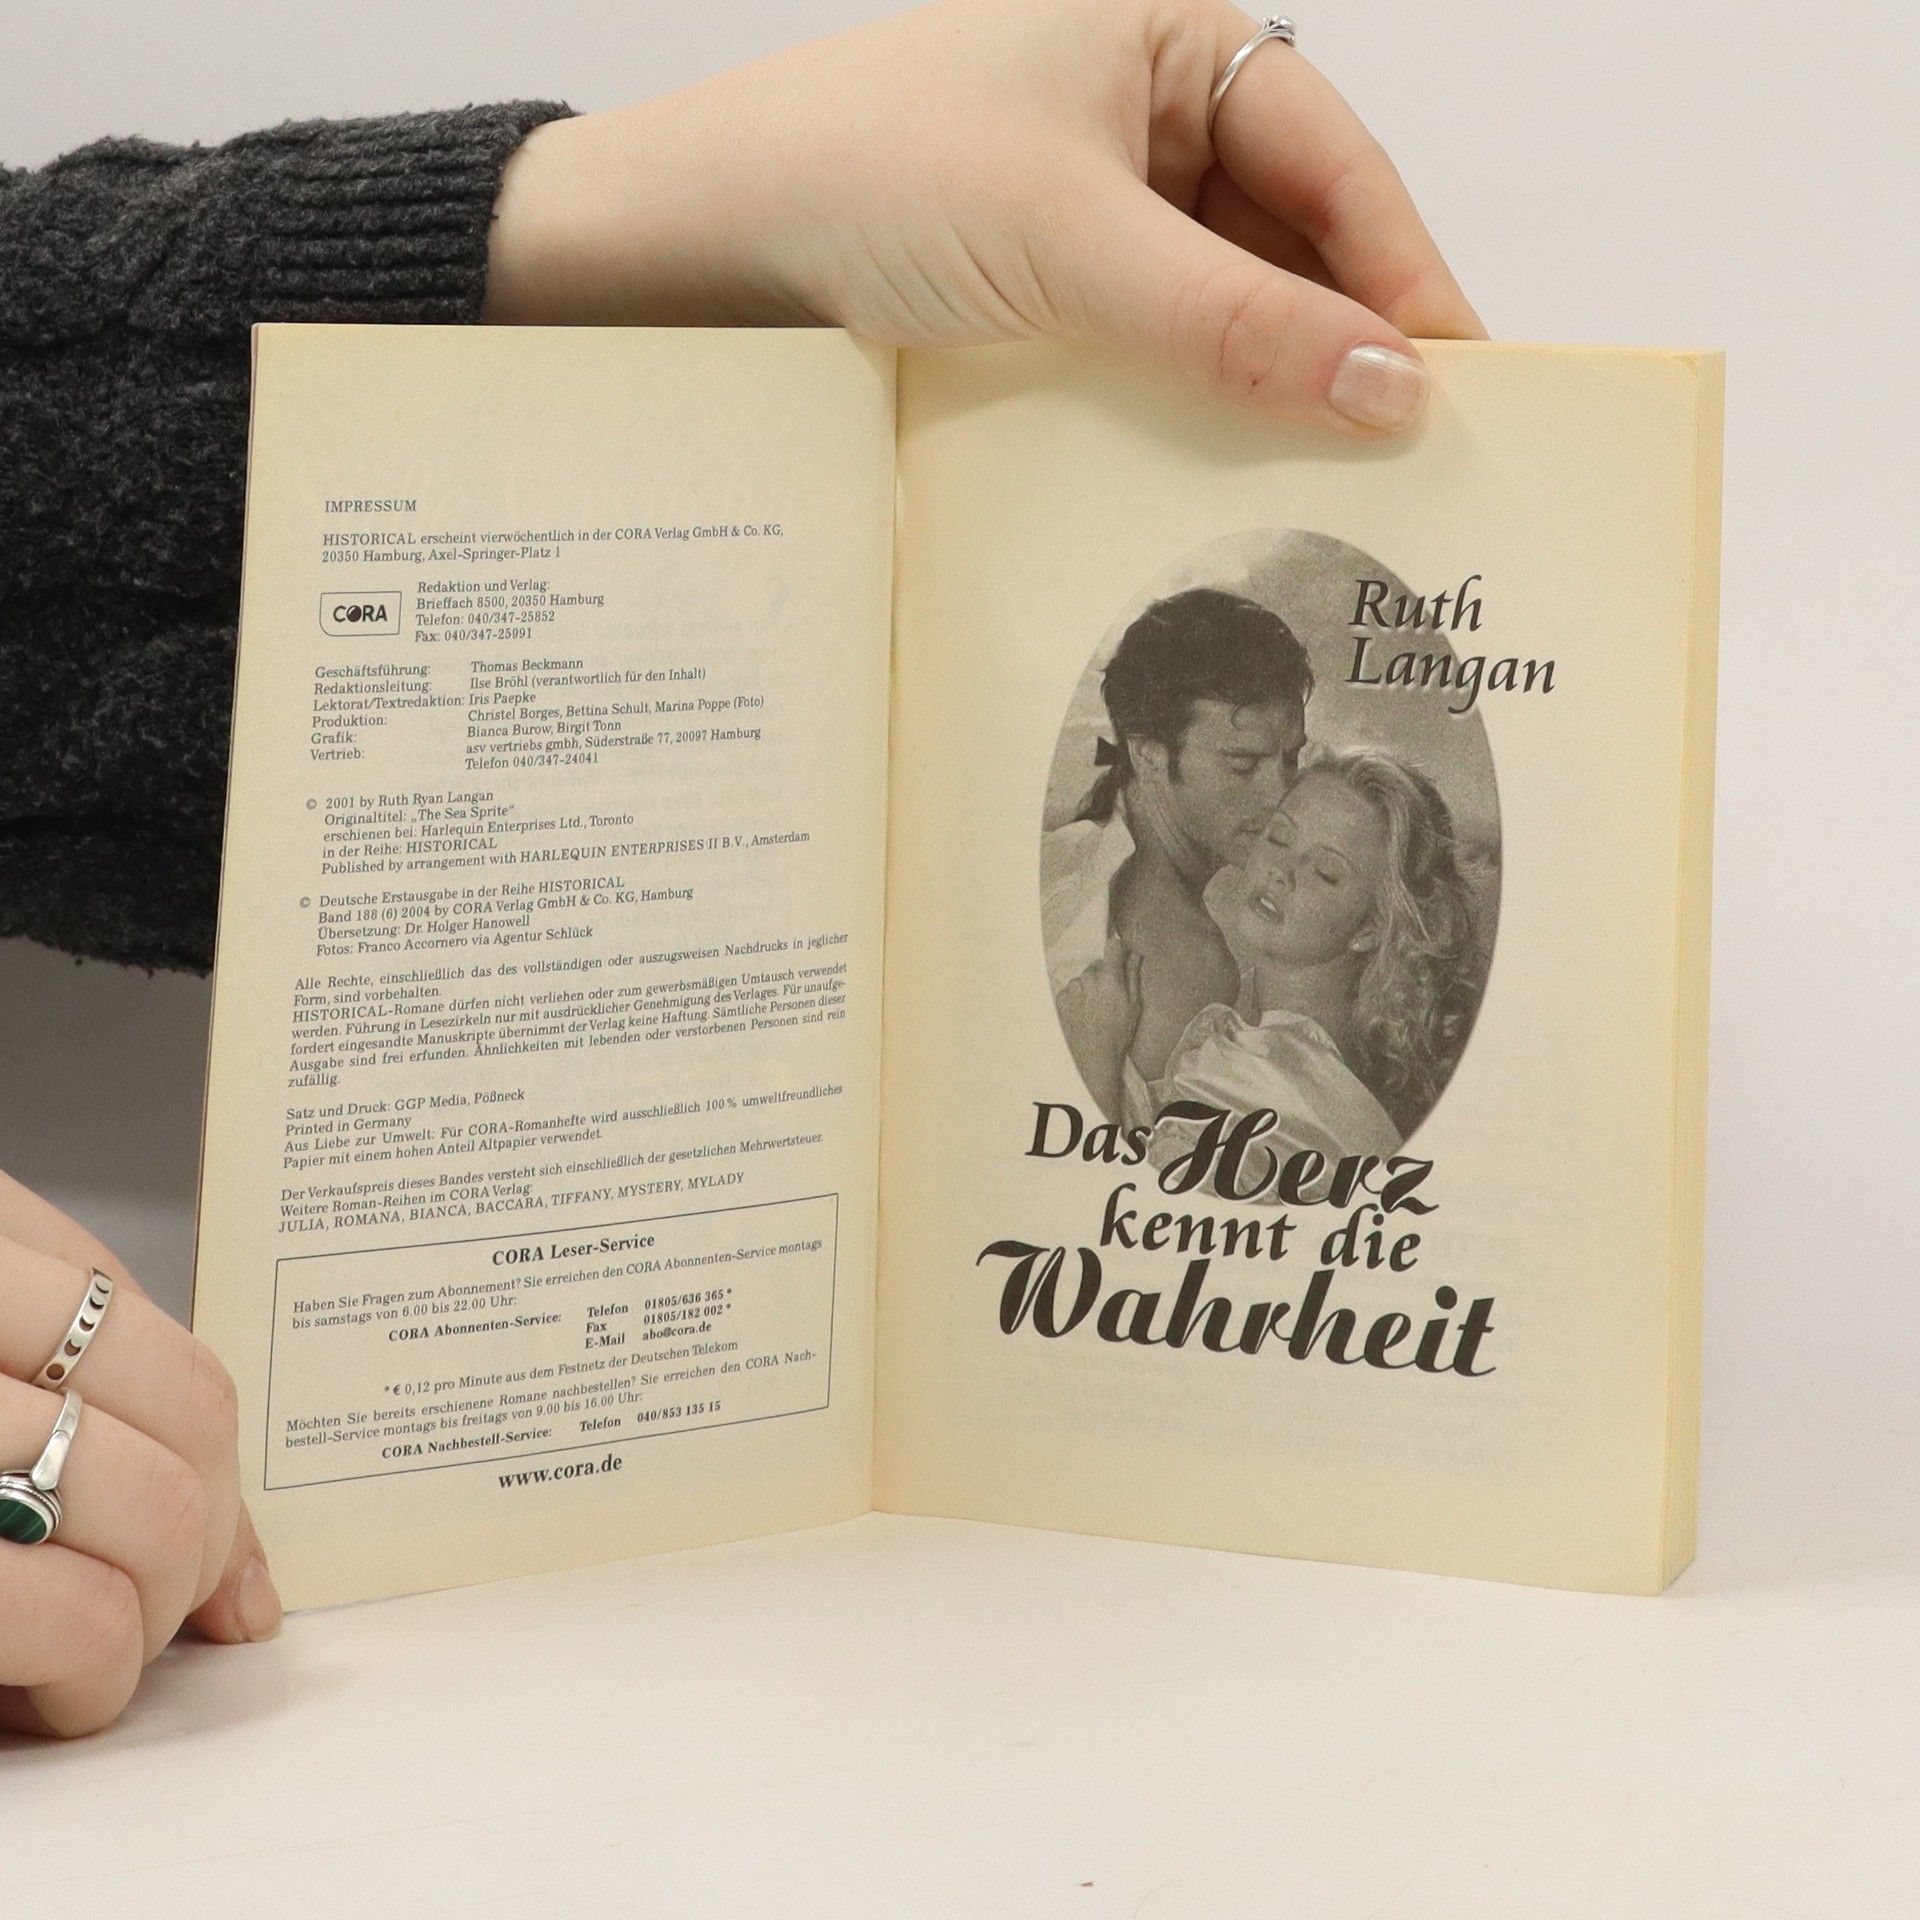 IMPRESSUM
HISTORICAL erscheint vierwöchentlich in der CORA Verlag GmbH & Co. KG,
20350 Hamburg, Axel-Springer-Platz 1
CORA
Redaktion und Verlag:
Brieffach 8500, 20350 Hamburg
Telefon: 040/347-25852
Fax: 040/347-25991
Geschäftsführung: Thomas Beckmann
Redaktionsleitung: Ilse Bröhl (verantwortlich für den Inhalt)
Lektorat/Textredaktion: Iris Paepke
Produktion: Christel Borges, Bettina Schult, Marina Poppe (Foto)
Grafik: Bianca Burow, Birgit Tonn
Vertrieb: asv vertriebs gmbh, Süderstraße 77, 20097 Hamburg
Telefon 040/347-24041
© 2001 by Ruth Ryan Langan
Originaltitel: „The Sea Sprite“
erschienen bei: Harlequin Enterprises Ltd., Toronto
in der Reihe: HISTORICAL
Published by arrangement with HARLEQUIN ENTERPRISES II B.V., Amsterdam
© Deutsche Erstausgabe in der Reihe HISTORICAL
Band 188 (6) 2004 by CORA Verlag GmbH & Co. KG, Hamburg
Übersetzung: Dr. Holger Hanowell
Fotos: Franco Accornero via Agentur Schlück
Alle Rechte, einschließlich das des vollständigen oder auszugsweisen Nachdrucks in jeglicher
Form, sind vorbehalten.
HISTORICAL-Romane dürfen nicht verliehen oder zum gewerbsmäßigen Umtausch verwendet
werden. Führung in Lesezirkeln nur mit ausdrücklicher Genehmigung des Verlages. Für unaufge-
fordert eingesandte Manuskripte übernimmt der Verlag keine Haftung. Sämtliche Personen dieser
Ausgabe sind frei erfunden. Ähnlichkeiten mit lebenden oder verstorbenen Personen sind rein
zufällig.
Satz und Druck: GGP Media, Pößneck
Printed in Germany
Aus Liebe zur Umwelt: Für CORA-Romanhefte wird ausschließlich 100 % umweltfreundliches
Papier mit einem hohen Anteil Altpapier verwendet.
Der Verkaufspreis dieses Bandes versteht sich einschließlich der gesetzlichen Mehrwertsteuer.
Weitere Roman-Reihen im CORA Verlag:
JULIA, ROMANA, BIANCA, BACCARA, TIFFANY, MYSTERY, MYLADY
CORA Leser-Service
Haben Sie Fragen zum Abonnement? Sie erreichen den CORA Abonnenten-Service montags
bis samstags von 6.00 bis 22.00 Uhr:
CORA Abonnenten-Service: Telefon 01805/636 365 *
Fax 01805/182 002 *
E-Mail abo@cora.de
* € 0,12 pro Minute aus dem Festnetz der Deutschen Telekom
Möchten Sie bereits erschienene Romane nachbestellen? Sie erreichen den CORA Nach-
bestell-Service montags bis freitags von 9.00 bis 16.00 Uhr:
CORA Nachbestell-Service: Telefon 040/853 135 15
www.cora.de
Ruth
Langan
Das Herz
kennt die
Wahrheit